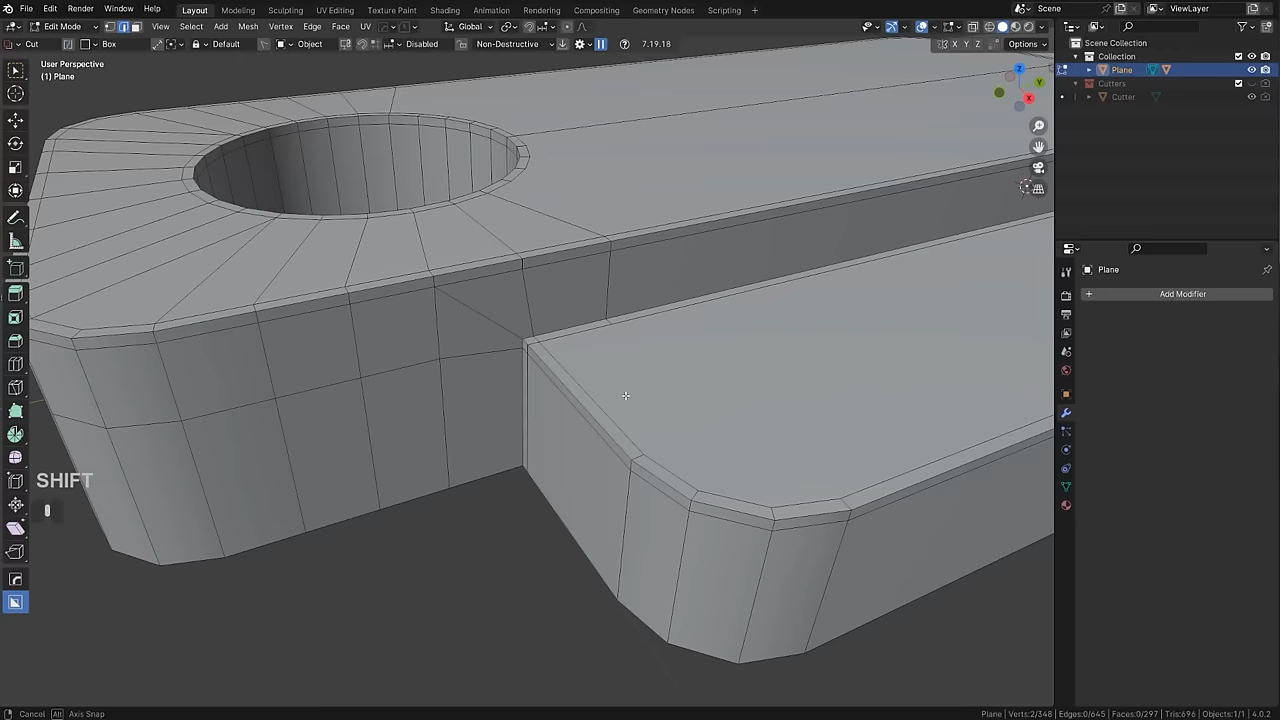 File Edit Render Window Help Layout Modeling Sculpting UV Editing Texture Paint Shading Animation Rendering Compositing Geometry Nodes Scripting + Scene ViewLayer
Edit Mode View Select Add Mesh Vertex Edge Face UV Global
Cut Box Default Object Disabled Non-Destructive 7.19.18 X Y Z Options
User Perspective
(1) Plane
Scene Collection
Collection
Plane
Cutters
Cutter
Z
Y
X
Plane
+ Add Modifier
SHIFT
Cancel Alt Axis Snap Plane | Verts:2/348 | Edges:0/645 | Faces:0/297 | Tris:696 | Objects:1/1 | 4.0.2